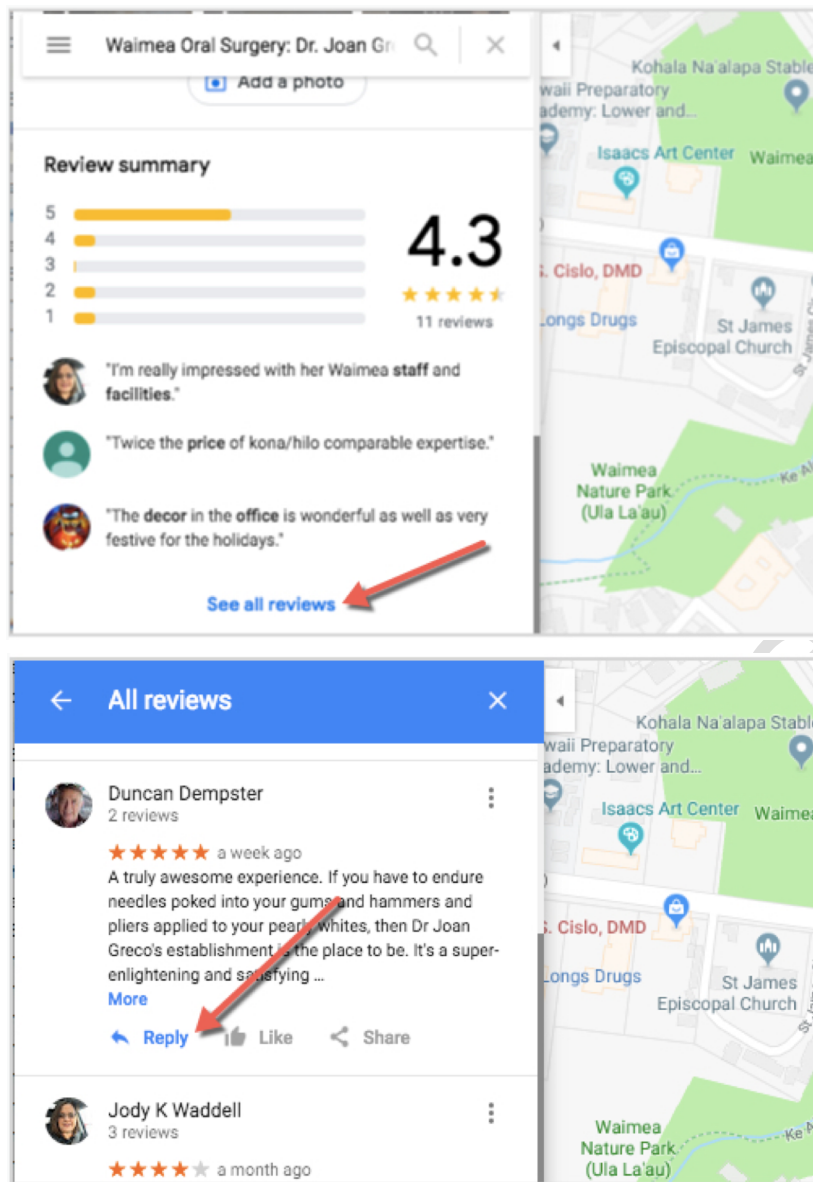 Waimea Oral Surgery: Dr. Joan Gr
Add a photo
Review summary
5
4
3
2
1
4.3
11 reviews
"I'm really impressed with her Waimea staff and
facilities."
"Twice the price of kona/hilo comparable expertise."
"The decor in the office is wonderful as well as very
festive for the holidays."
See all reviews
Kohala Na'alapa Stable
waii Preparatory
ademy: Lower and...
Isaacs Art Center
Waimea
S. Cislo, DMD
Longs Drugs
St James
Episcopal Church
Waimea
Nature Park
(Ula La'au)
All reviews
Duncan Dempster
2 reviews
a week ago
A truly awesome experience. If you have to endure
needles poked into your gums and hammers and
pliers applied to your pearly whites, then Dr Joan
Greco's establishment is the place to be. It's a super-
enlightening and satisfying ...
More
Reply
Like
Share
Jody K Waddell
3 reviews
a month ago
Kohala Na'alapa Stabl
waii Preparatory
ademy: Lower and...
Isaacs Art Center
Waimea
S. Cislo, DMD
Longs Drugs
St James
Episcopal Church
Waimea
Nature Park
(Ula La'au)